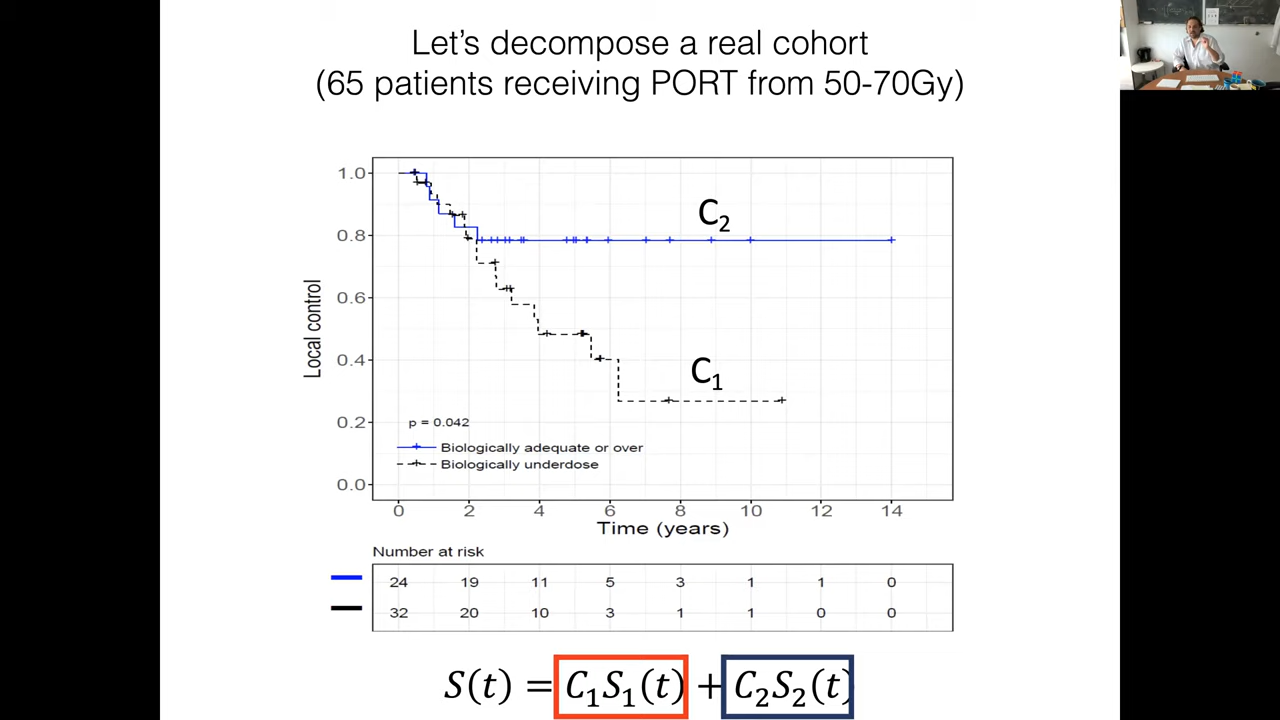 Let's decompose a real cohort
(65 patients receiving PORT from 50-70Gy)
1.0
0.8
0.6
0.4
0.2
0.0
Local control
C₂
C₁
p = 0.042
Biologically adequate or over
Biologically underdose
0 2 4 6 8 10 12 14
Time (years)
Number at risk
24 19 11 5 3 1 1 0
32 20 10 3 1 1 0 0
S(t) = C₁S₁(t) + C₂S₂(t)